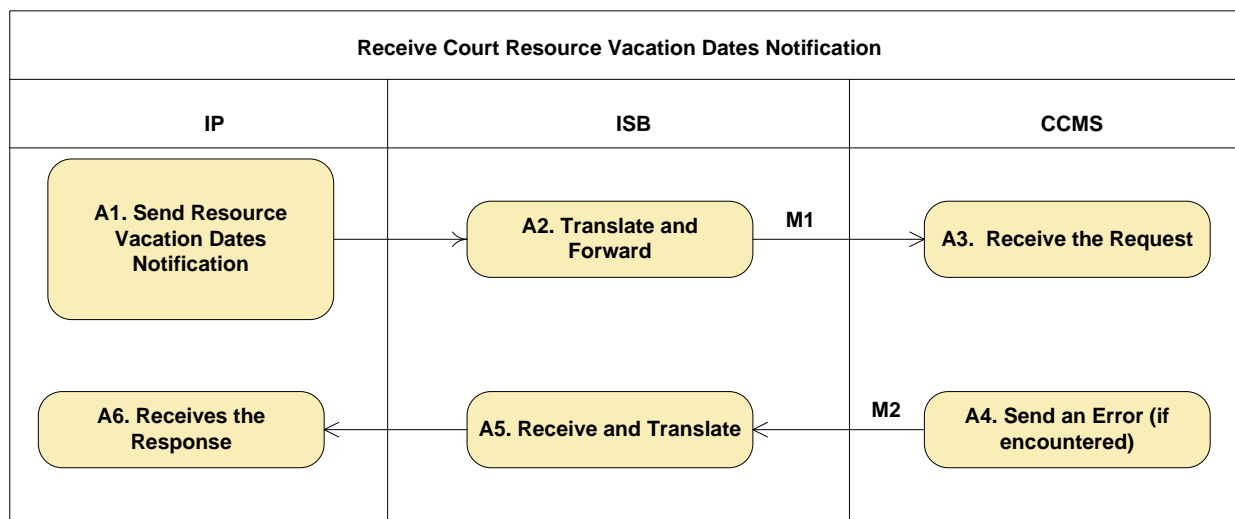 Receive Court Resource Vacation Dates Notification
IP
ISB
CCMS
A1. Send Resource
Vacation Dates
Notification
A2. Translate and
Forward
M1
A3.  Receive the Request
A6. Receives the
Response
A5. Receive and Translate
M2
A4. Send an Error (if
encountered)